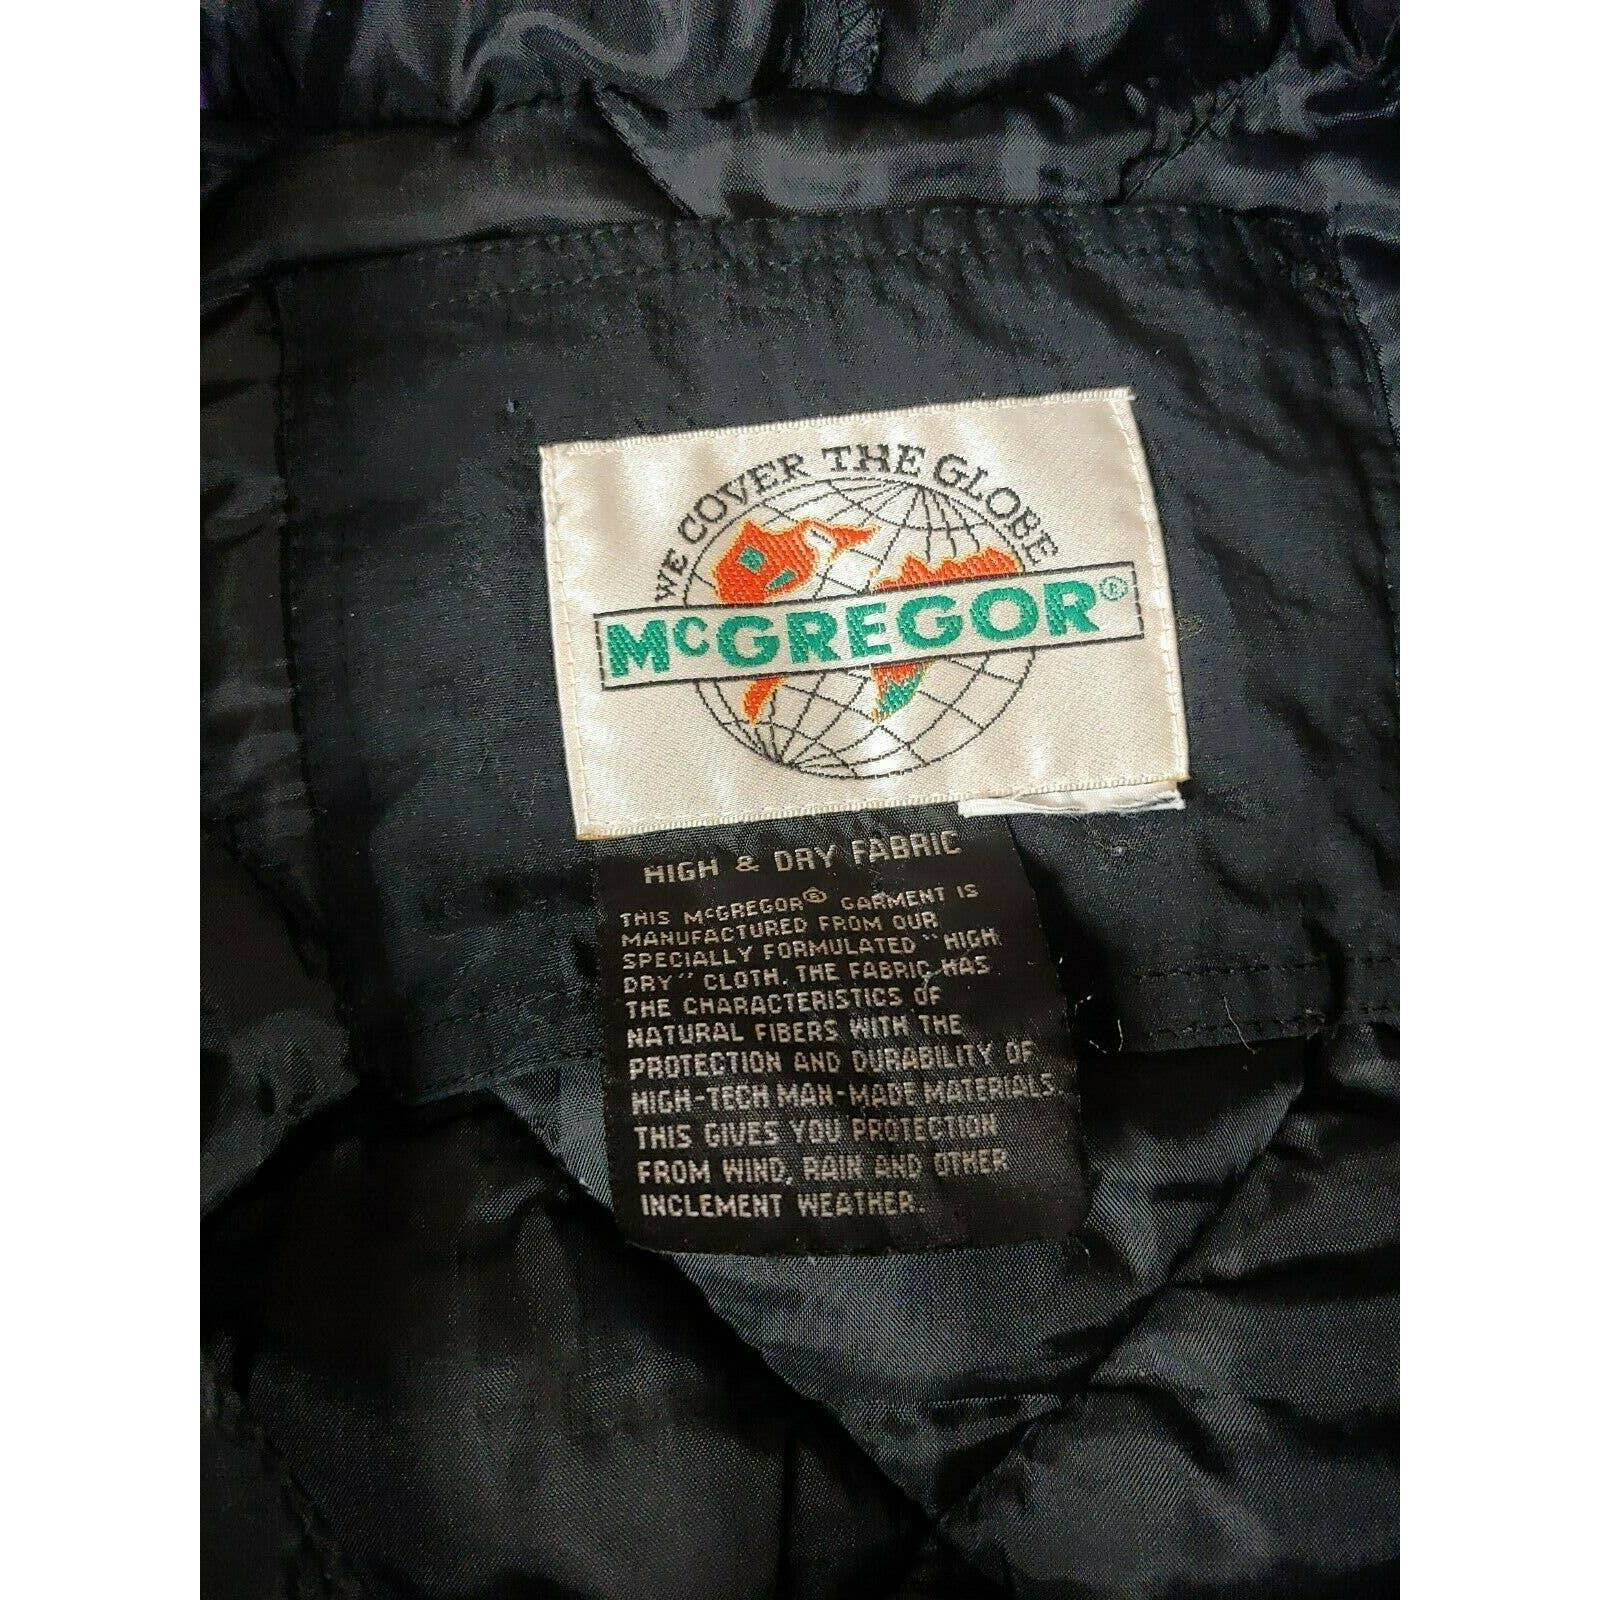 WE COVER THE GLOBE
McGREGOR®
HIGH & DRY FABRIC
THIS McGREGOR® GARMENT IS
MANUFACTURED FROM OUR
SPECIALLY FORMULATED "HIGH
DRY" CLOTH. THE FABRIC HAS
THE CHARACTERISTICS OF
NATURAL FIBERS WITH THE
PROTECTION AND DURABILITY OF
HIGH-TECH MAN-MADE MATERIALS.
THIS GIVES YOU PROTECTION
FROM WIND, RAIN AND OTHER
INCLEMENT WEATHER.